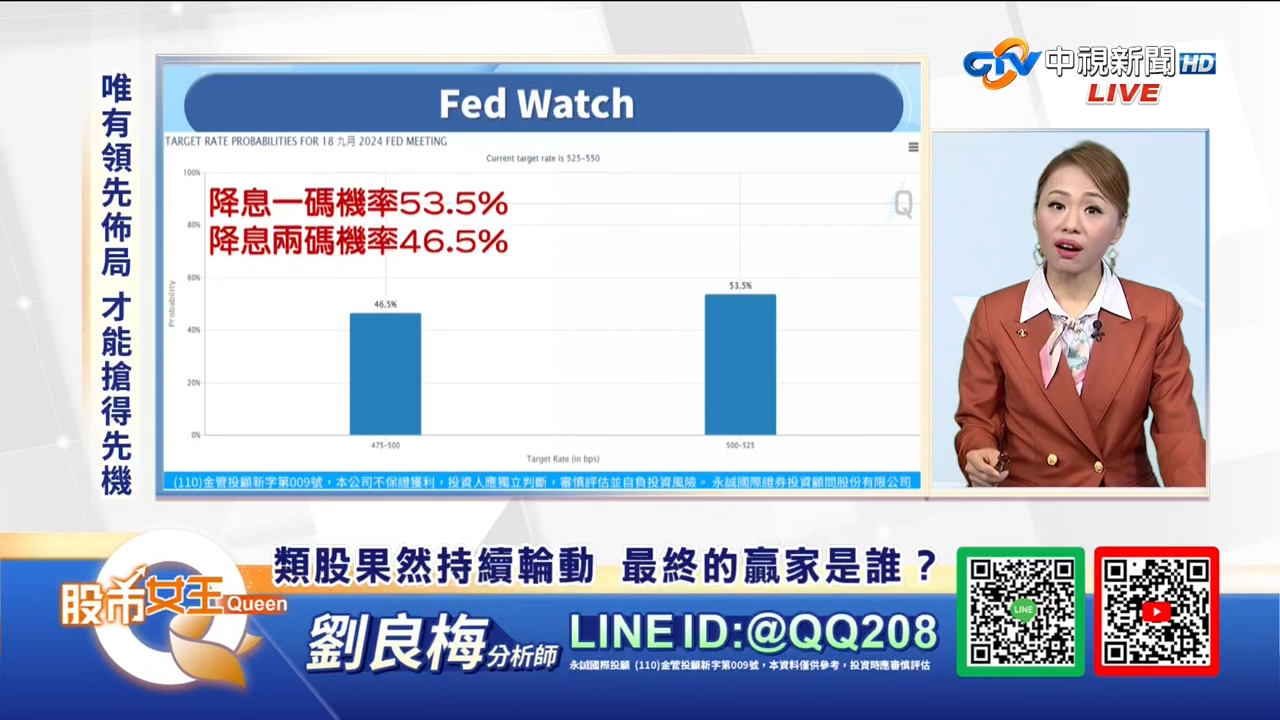 唯有領先佈局 才能搶得先機
Fed Watch
TARGET RATE PROBABILITIES FOR 18 九月 2024 FED MEETING
Current target rate is 525-550
降息一碼機率53.5%
降息兩碼機率46.5%
Q
100%
80%
60%
40%
20%
0%
Probability
46.5%
53.5%
475-500
500-525
Target Rate (in bps)
(110)金管投顧新字第009號，本公司不保證獲利，投資人應獨立判斷，審慎評估並自負投資風險。永誠國際證券投資顧問股份有限公司
CTV 中視新聞 HD
LIVE
類股果然持續輪動 最終的贏家是誰？
股市女王 Queen
劉良梅 分析師
LINE ID:@QQ208
永誠國際投顧 (110)金管投顧新字第009號，本資料僅供參考，投資時應審慎評估
LINE